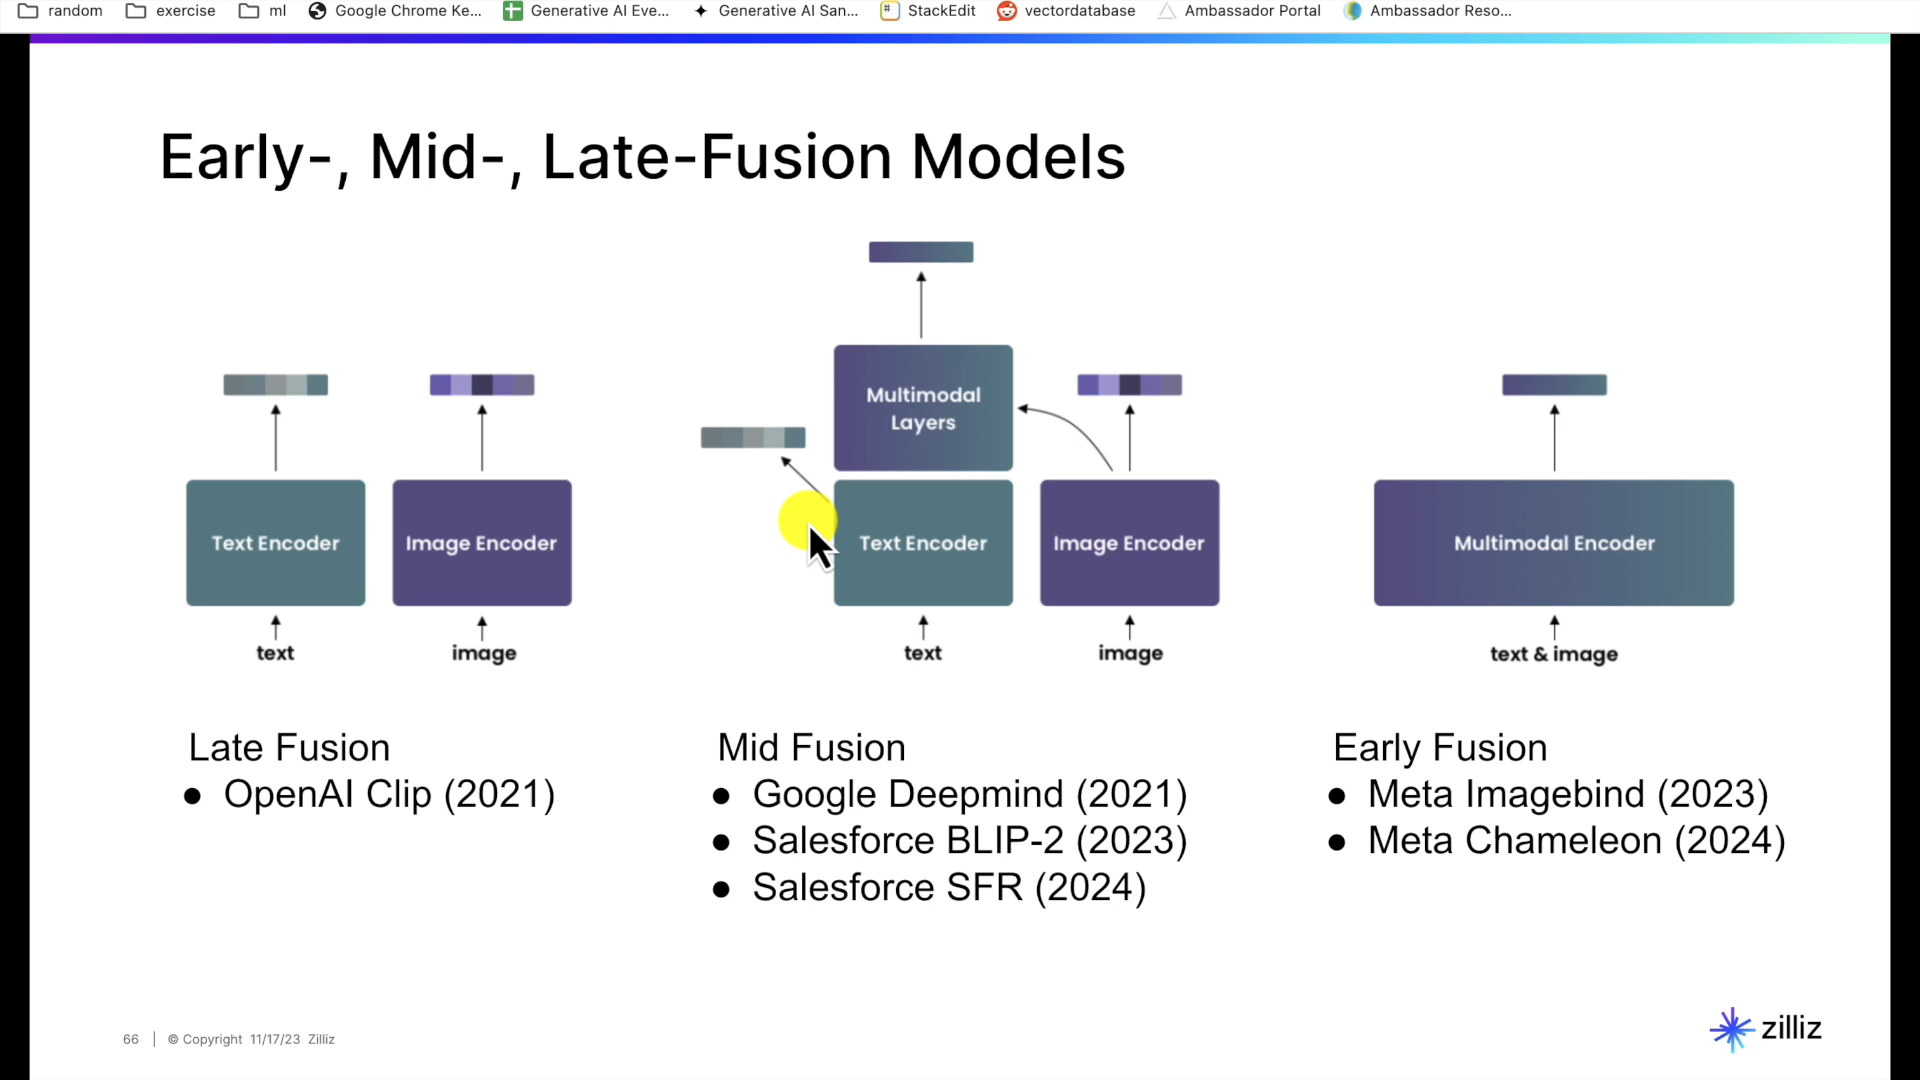 random exercise ml Google Chrome Ke... Generative AI Eve... Generative AI San... StackEdit vectordatabase Ambassador Portal Ambassador Reso...
Early-, Mid-, Late-Fusion Models
Multimodal
Layers
Text Encoder Image Encoder Text Encoder Image Encoder Multimodal Encoder
text image text image text & image
Late Fusion
● OpenAI Clip (2021)
Mid Fusion
● Google Deepmind (2021)
● Salesforce BLIP-2 (2023)
● Salesforce SFR (2024)
Early Fusion
● Meta Imagebind (2023)
● Meta Chameleon (2024)
66 | © Copyright 11/17/23 Zilliz
zilliz